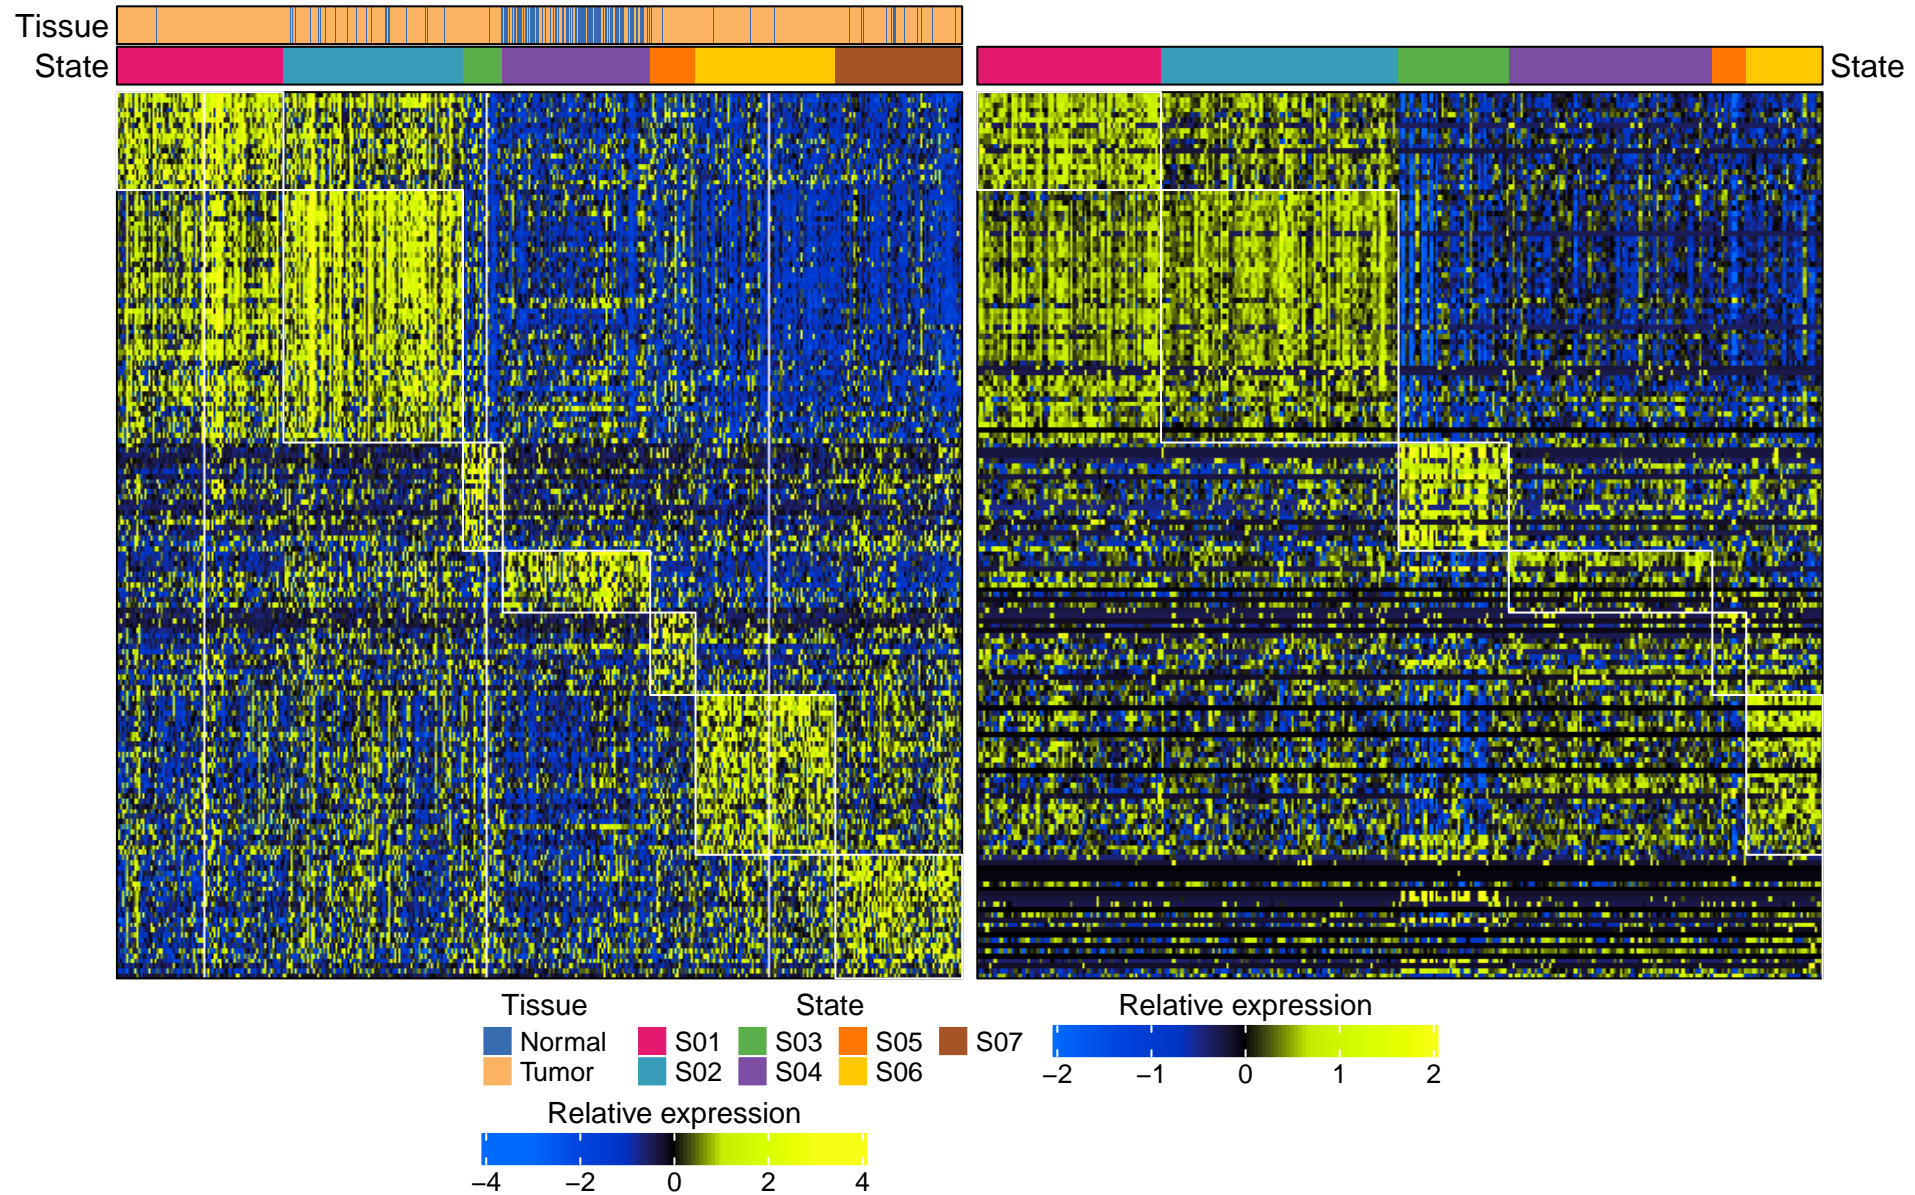 Tissue
State
State
Tissue
Normal
Tumor
State
S01 S03 S05 S07
S02 S04 S06
Relative expression
−2 −1 0 1 2
Relative expression
−4 −2 0 2 4